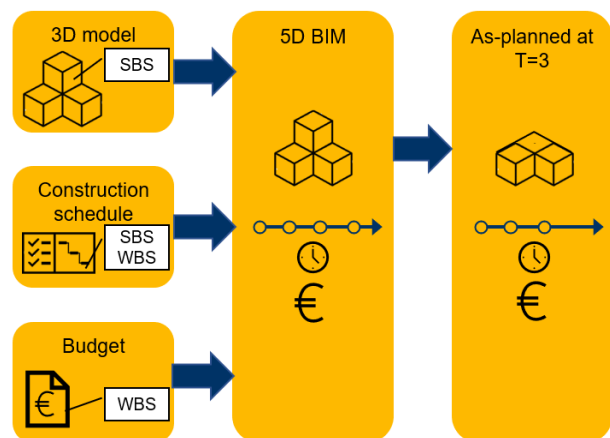 3D model
SBS
Construction
schedule
SBS
WBS
Budget
€
WBS
5D BIM
€
As-planned at
T=3
€